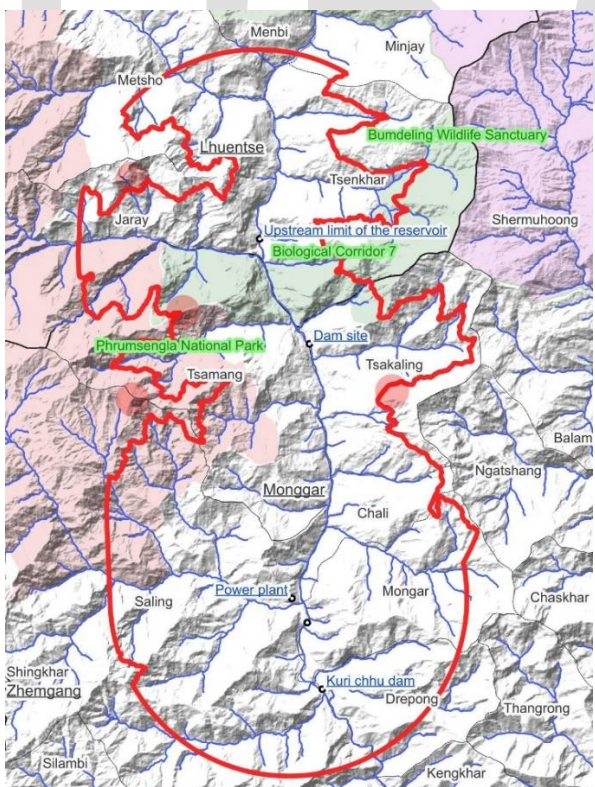 Menbi
Minjay
Metsho
Bumdeling Wildlife Sanctuary
Lhuentse
Tsenkhar
Jaray
Shermuhoong
Upstream limit of the reservoir
Biological Corridor 7
Dam site
Phrumsengla National Park
Tsakaling
Tsamang
Balam
Ngatshang
Monggar
Chali
Power plant
Mongar
Chaskhar
Saling
Shingkhar
Kuri chhu dam
Zhemgang
Drepong
Thangrong
Silambi
Kengkhar